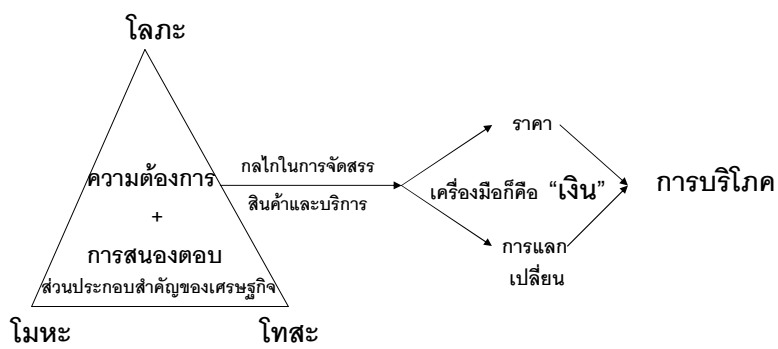 โลภะ
ราคา
กลไกในการจัดสรร
ความต้องการ
เครื่องมือก็คือ “เงิน”
การบริโภค
สินค้าและบริการ
+
การสนองตอบ
การแลก
เปลี่ยน
ส่วนประกอบสำคัญของเศรษฐกิจ
โมหะ
โทสะ